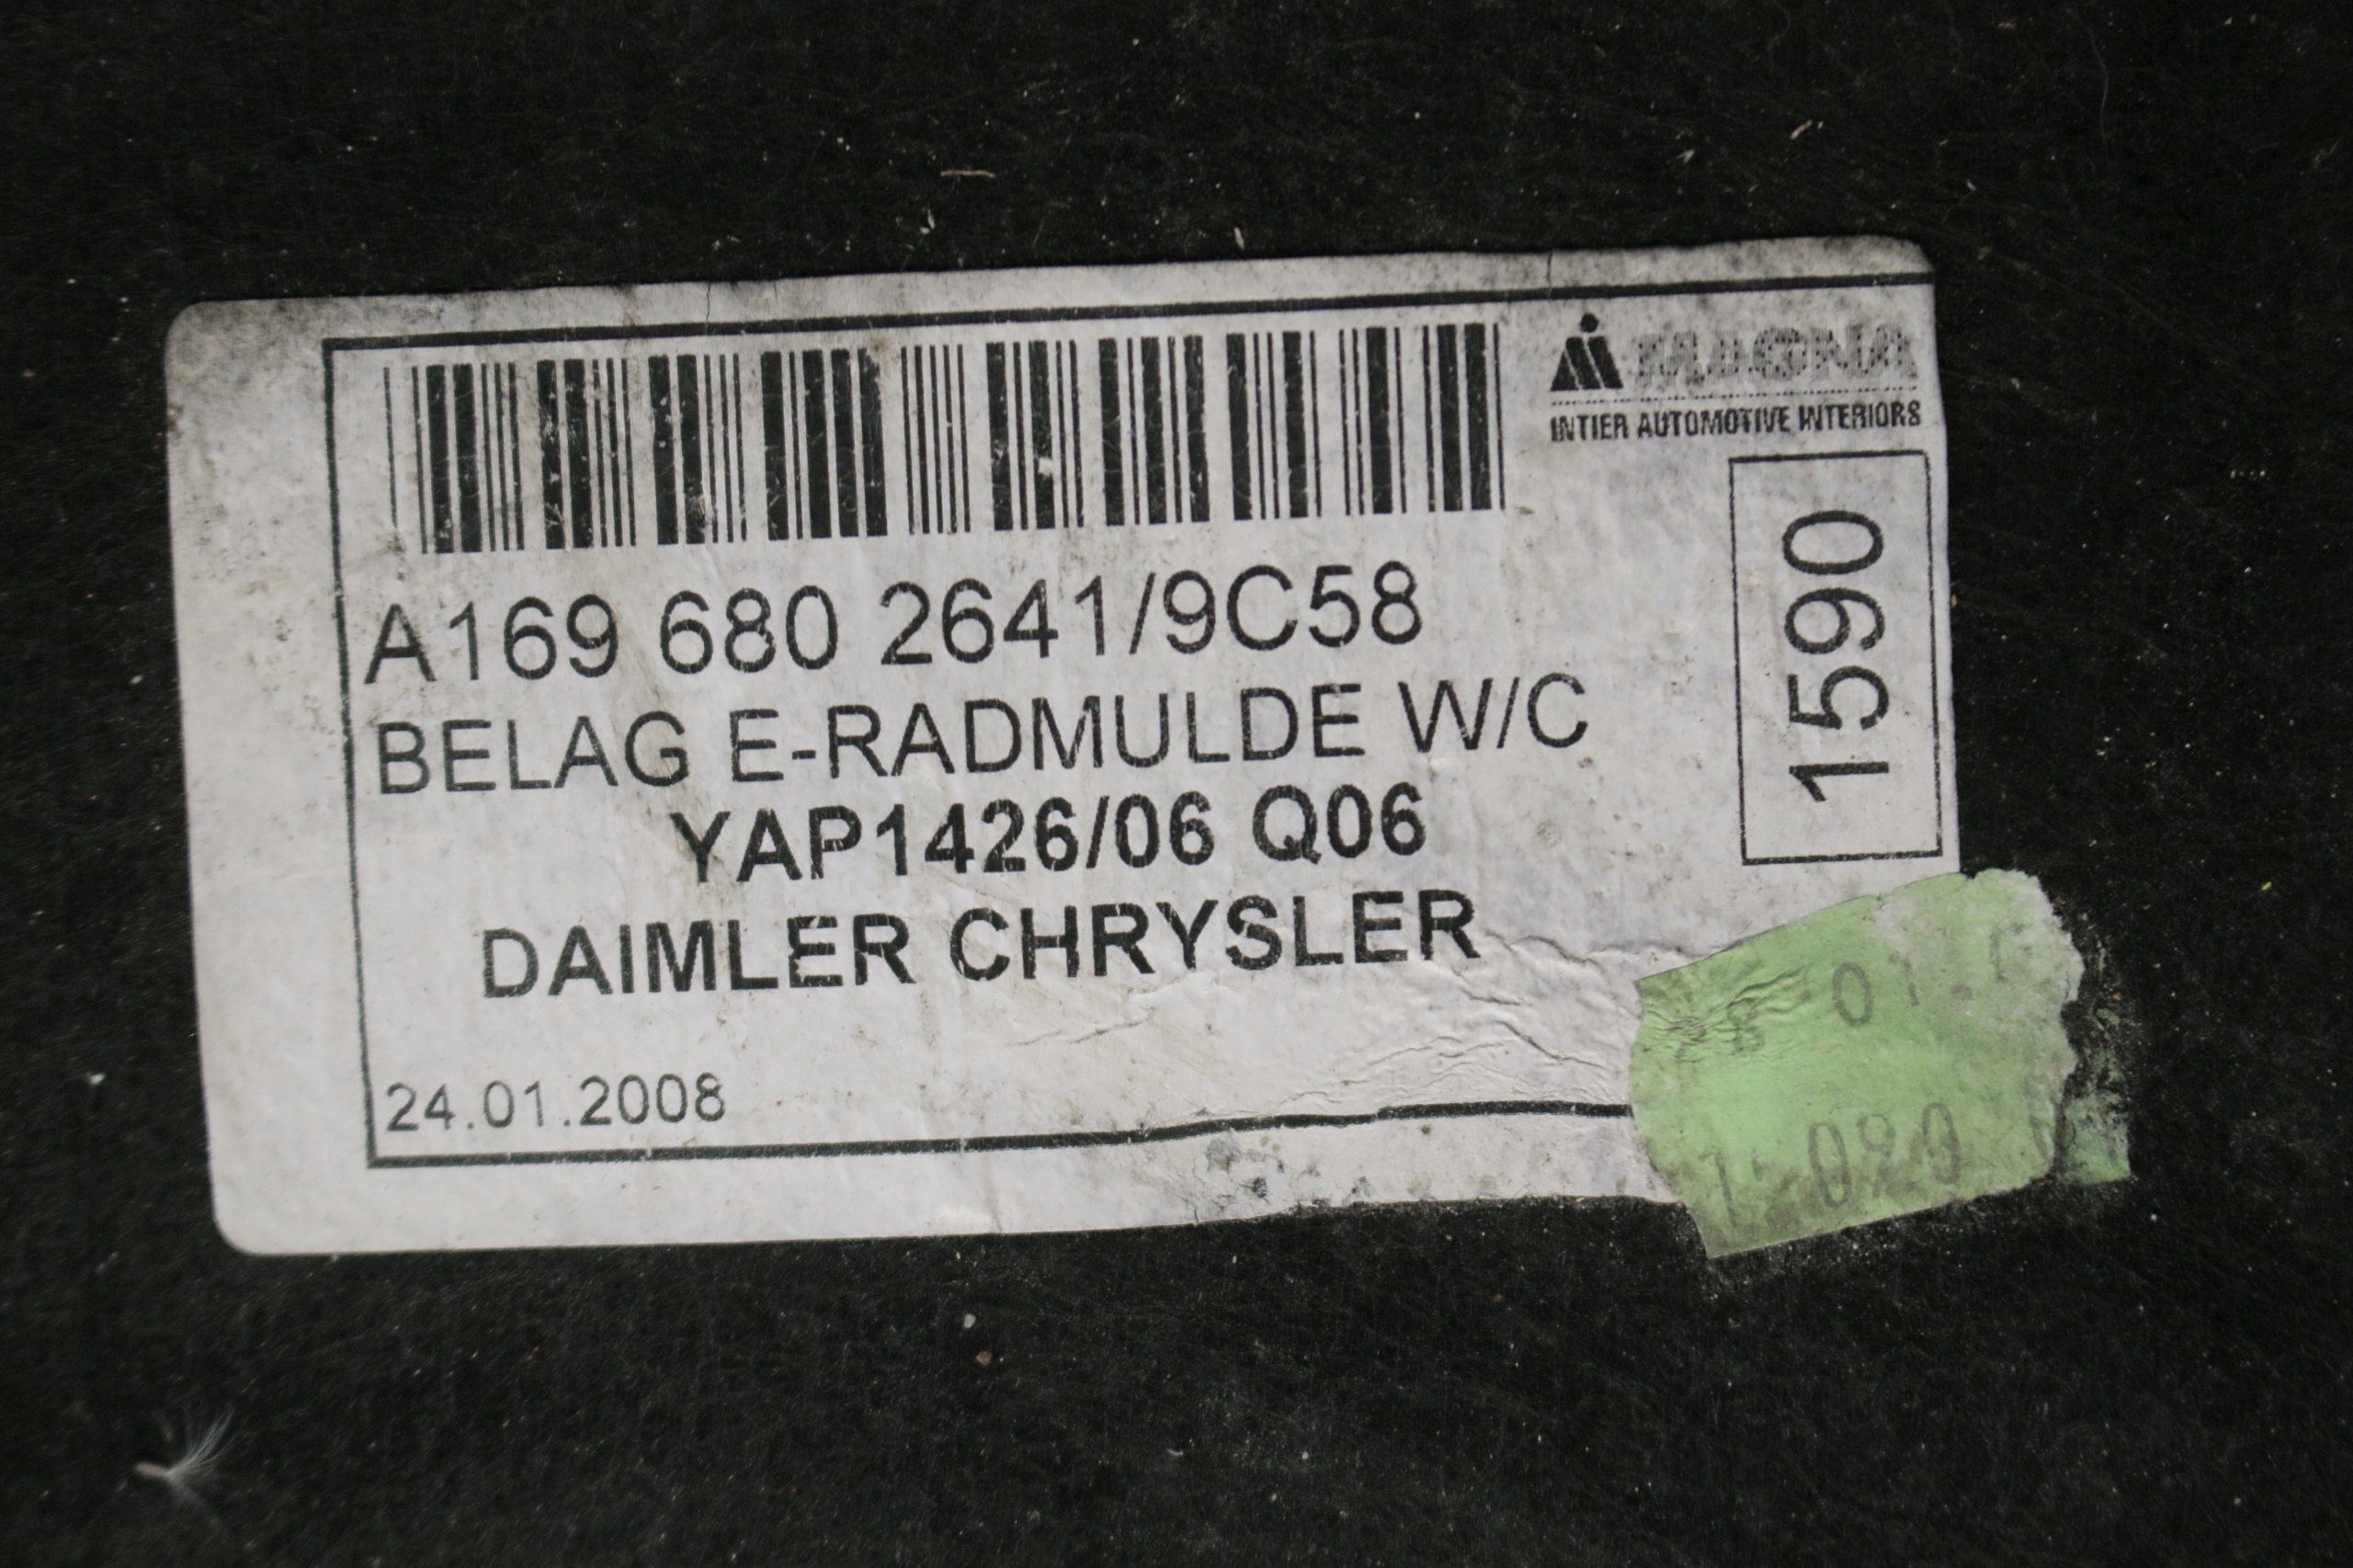 MAGNA
INTIER AUTOMOTIVE INTERIORS
1590
A169 680 2641/9C58
BELAG E-RADMULDE W/C
YAP1426/06 Q06
DAIMLER CHRYSLER
24.01.2008